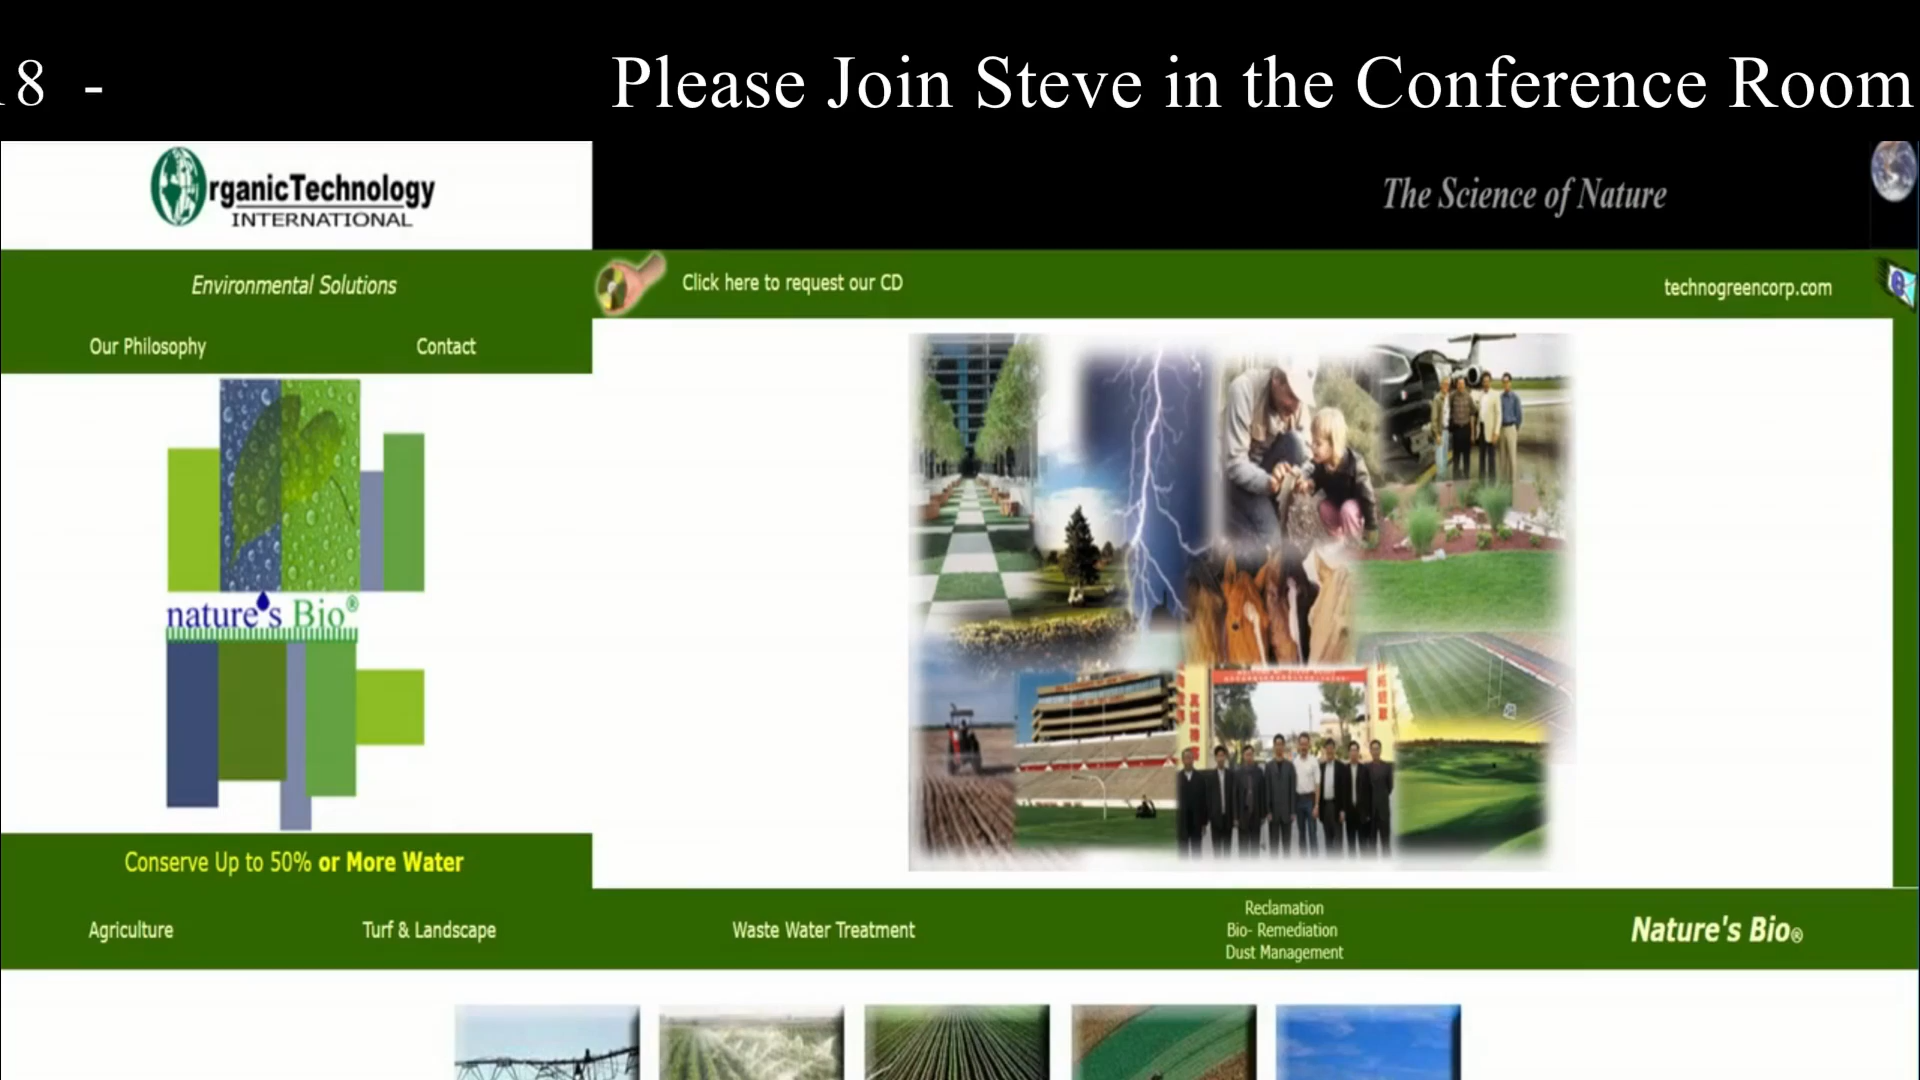 18 - Please Join Steve in the Conference Room
OrganicTechnology
INTERNATIONAL
The Science of Nature
Environmental Solutions
Click here to request our CD
technogreencorp.com
Our Philosophy
Contact
nature's Bio®
Conserve Up to 50% or More Water
Agriculture
Turf & Landscape
Waste Water Treatment
Reclamation
Bio- Remediation
Dust Management
Nature's Bio®